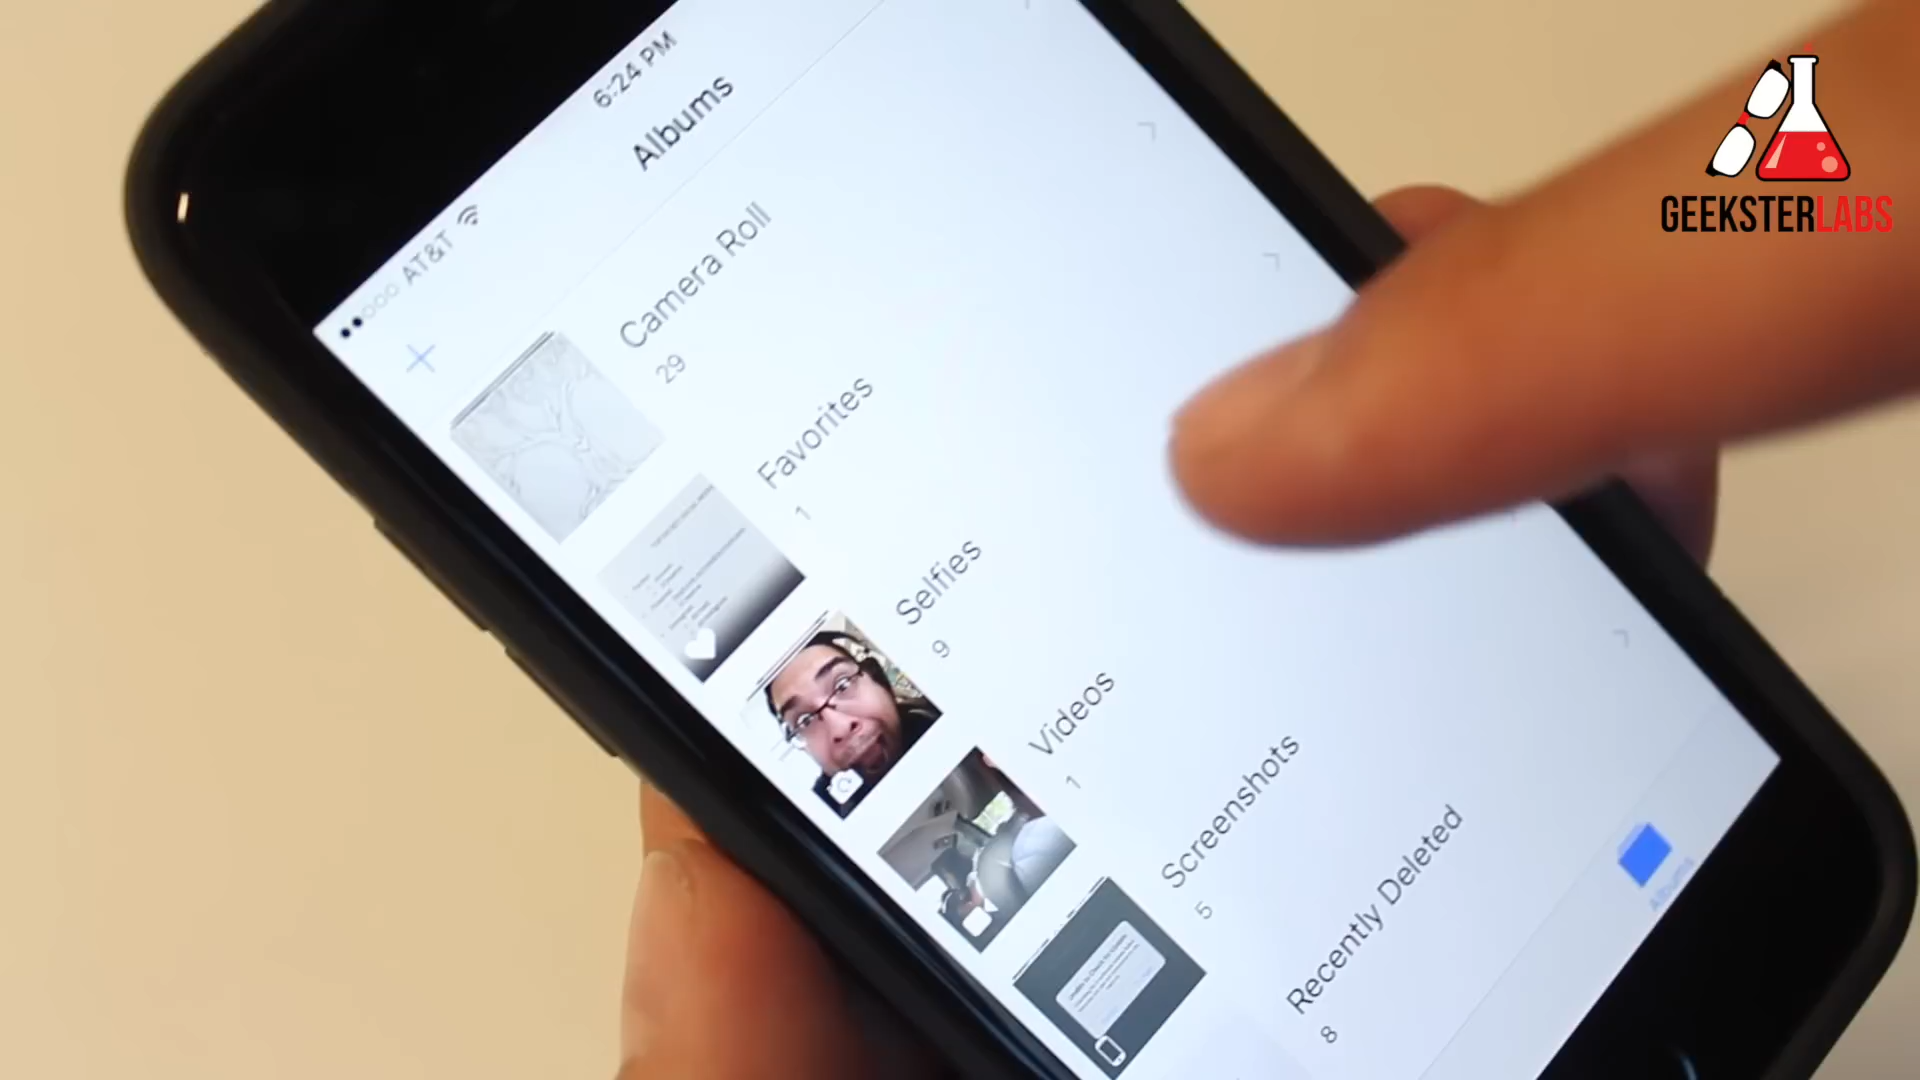 AT&T
6:24 PM
Albums
Camera Roll
29
Favorites
1
Selfies
9
Videos
1
Screenshots
5
Recently Deleted
8
Albums
GEEKSTERLABS